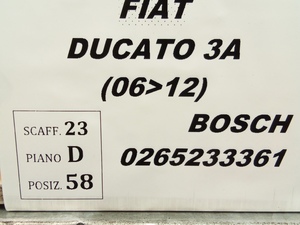 FIAT
DUCATO 3A
(06>12)
BOSCH
0265233361
SCAFF. 23
PIANO D
POSIZ. 58